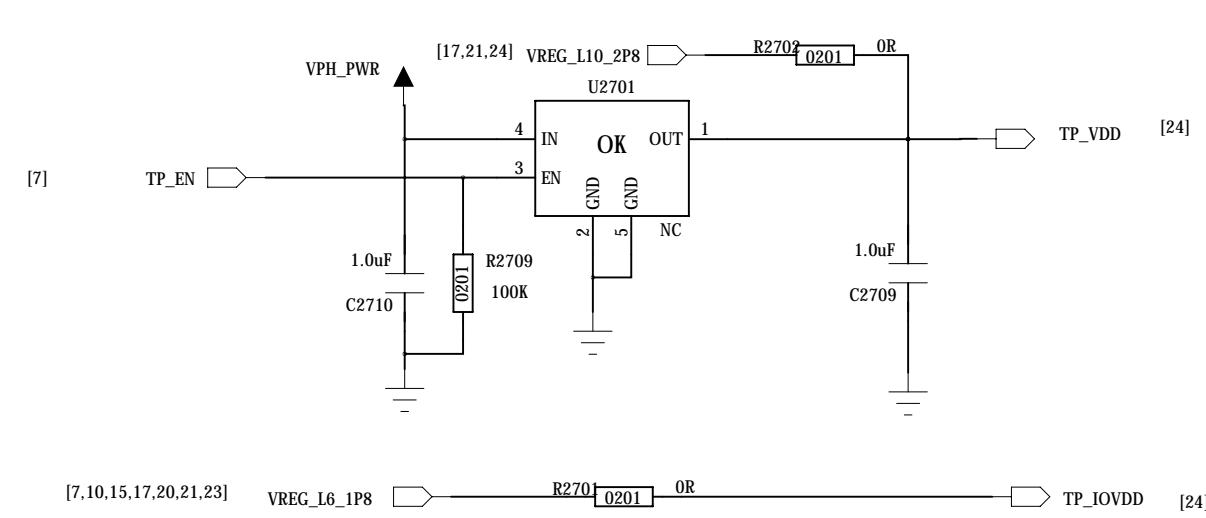 [17,21,24] VREG_L10_2P8 R2702 0201 0R
VPH_PWR
U2701
4 IN OK OUT 1
TP_VDD [24]
[7] TP_EN 3 EN
GND GND
2 5 NC
1.0uF
C2710
0201
R2709
100K
1.0uF
C2709
[7,10,15,17,20,21,23] VREG_L6_1P8 R2701 0201 0R TP_IOVDD [24]